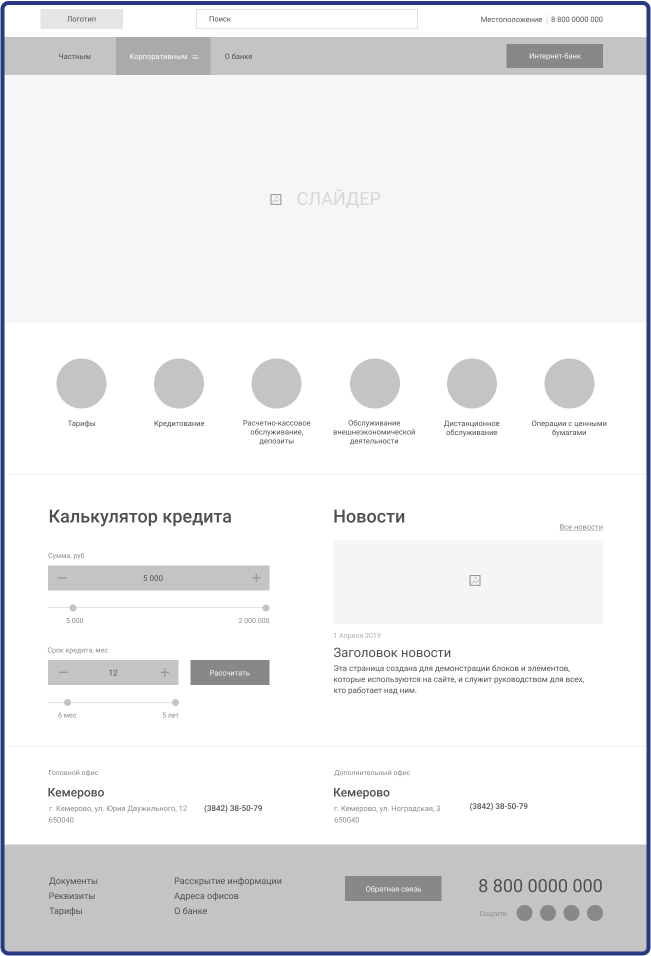 Логотип
Поиск
Местоположение
8 800 0000 000
Частным
Корпоративным
О банке
Интернет-банк
СЛАЙДЕР
Тарифы
Кредитование
Расчетно-кассовое
обслуживание,
депозиты
Обслуживание
внешнеэкономической
деятельности
Дистанционное
обслуживание
Операции с ценными
бумагами
Калькулятор кредита
Сумма, руб
— 5 000 +
5 000
2 000 000
Срок кредита, мес
— 12 +
Рассчитать
6 мес
5 лет
Новости
Все новости
1 Апреля 2019
Заголовок новости
Эта страница создана для демонстрации блоков и элементов,
которые используются на сайте, и служит руководством для всех,
кто работает над ним.
Головной офис
Кемерово
г. Кемерово, ул. Юрия Двужильного, 12
650040
(3842) 38-50-79
Дополнительный офис
Кемерово
г. Кемерово, ул. Ноградская, 3
650040
(3842) 38-50-79
Документы
Реквизиты
Тарифы
Расскрытие информации
Адреса офисов
О банке
Обратная связь
8 800 0000 000
Соцсети